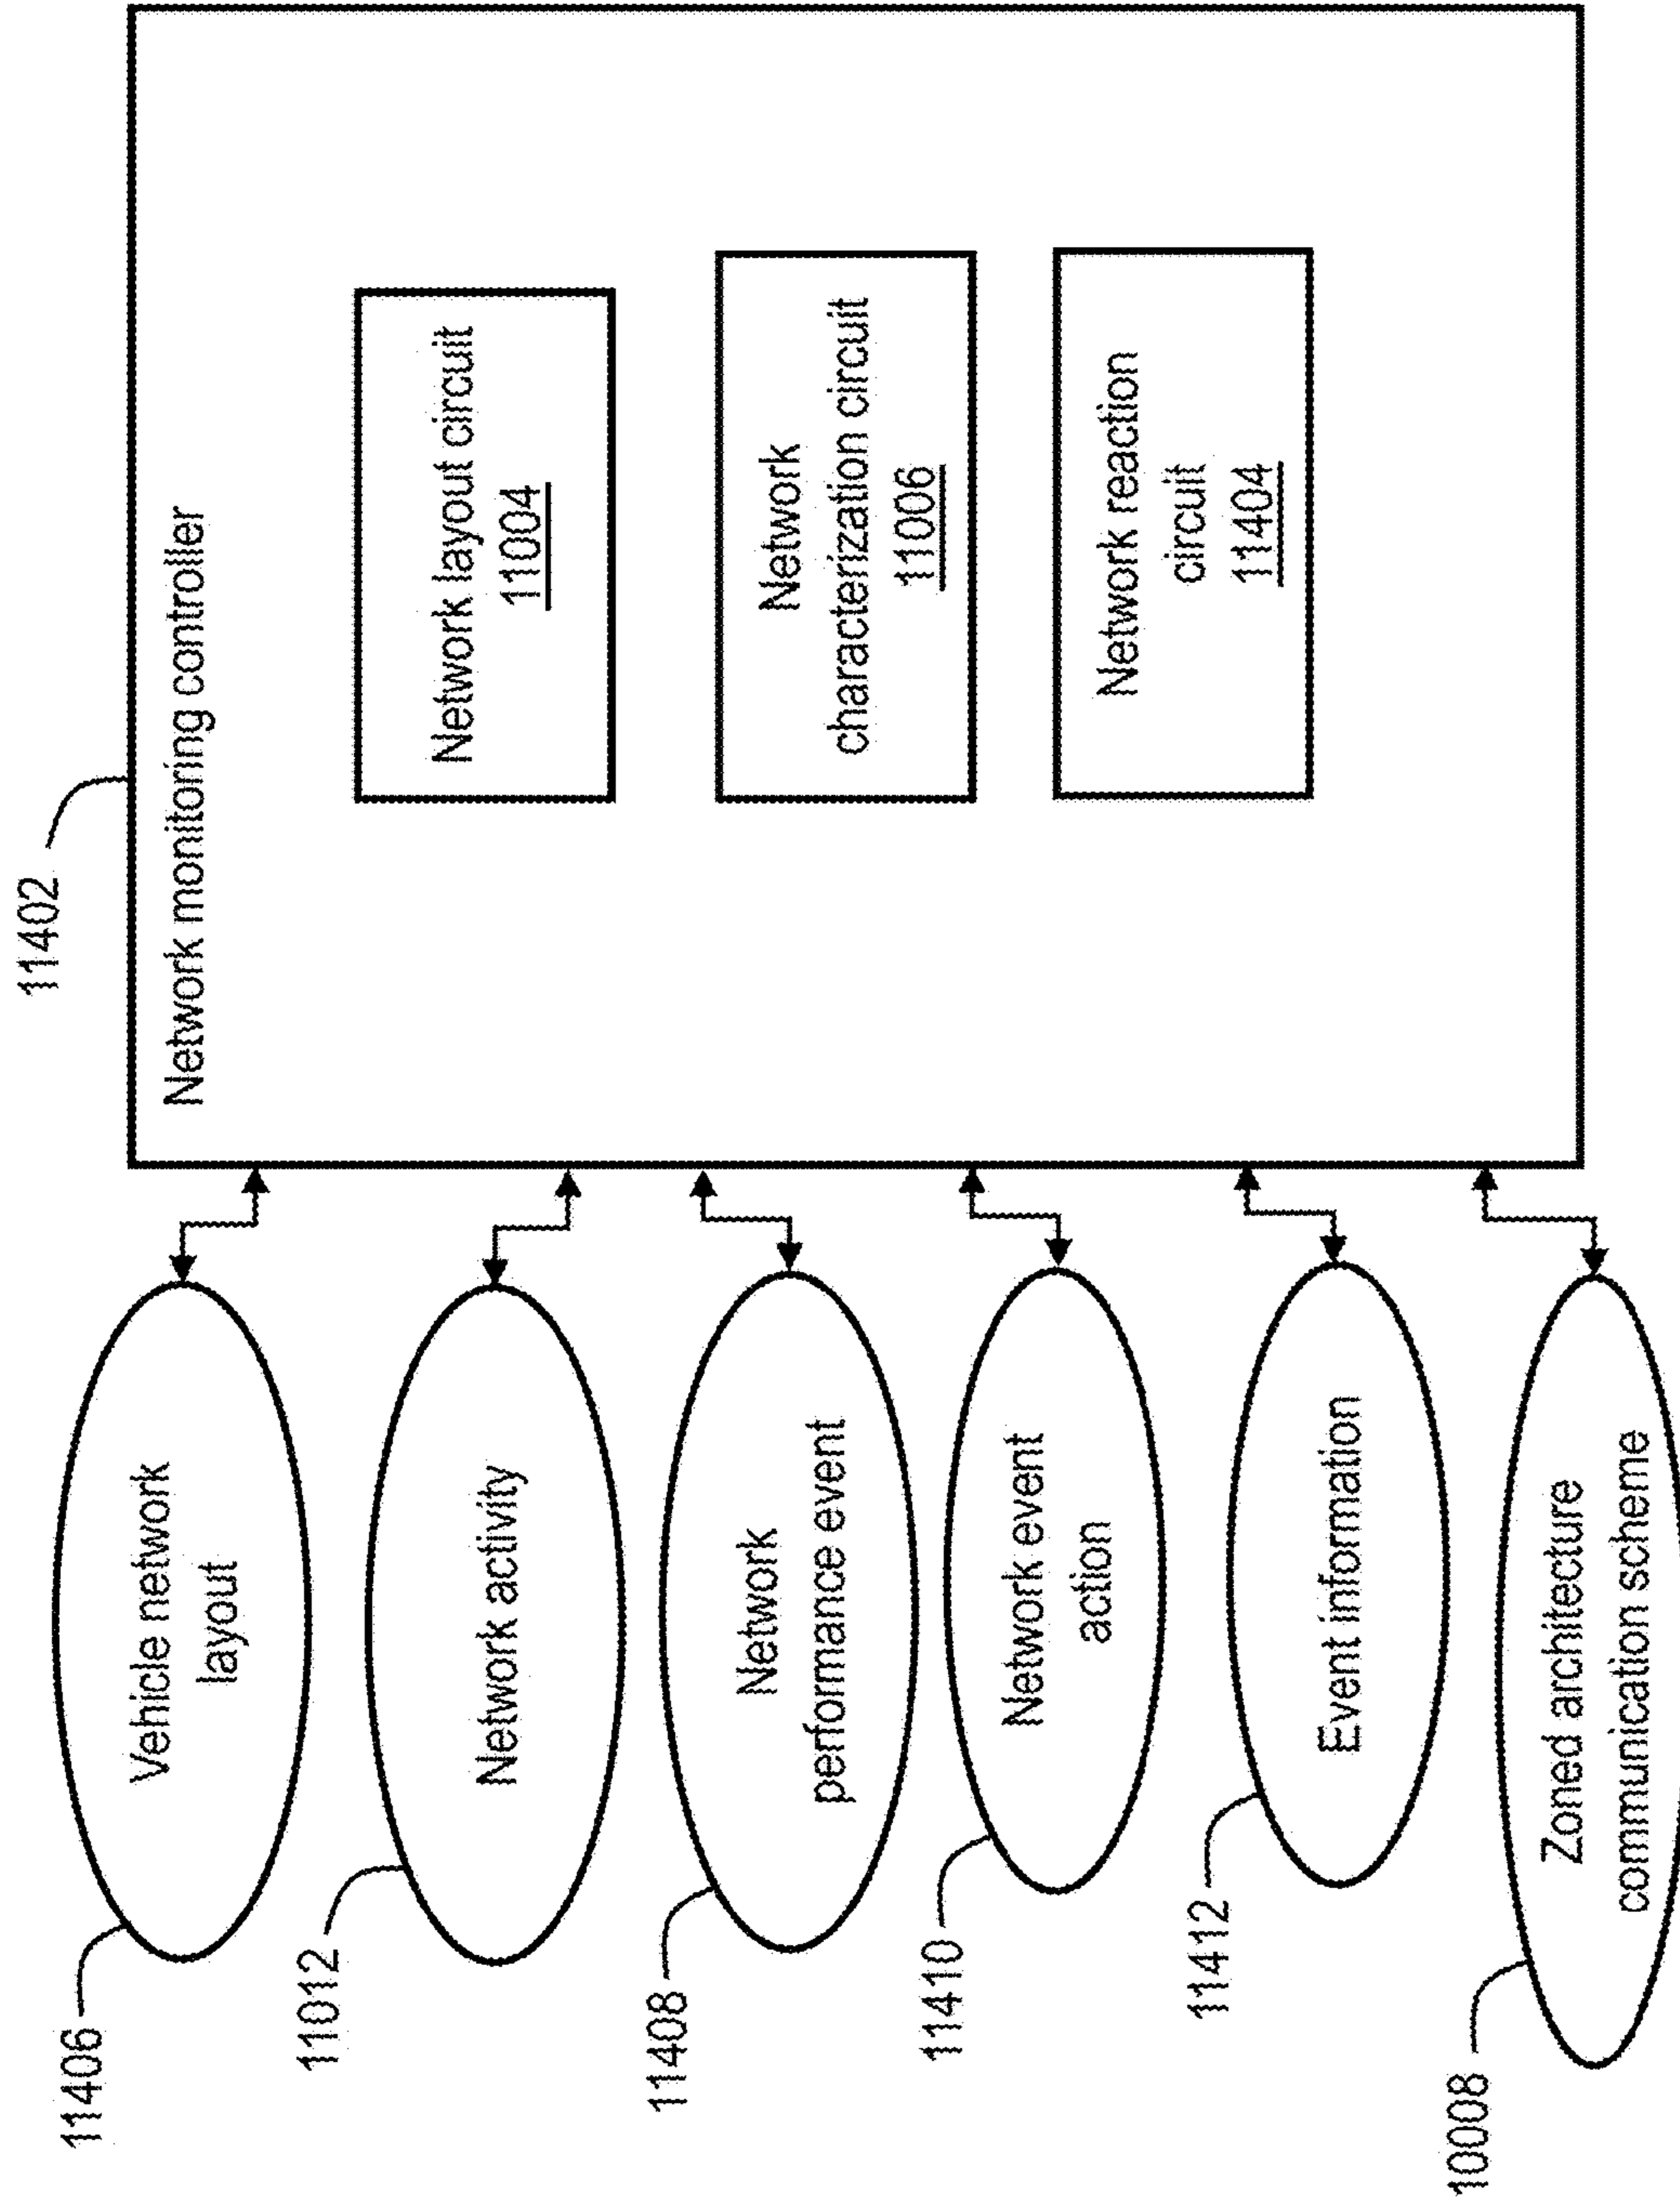 11402
Network monitoring controller
Network layout circuit
11004
Network
characterization circuit
11006
Network reaction
circuit
11404
11406
Vehicle network
layout
11012
Network activity
11408
Network
performance event
11410
Network event
action
11412
Event information
10008
Zoned architecture
communication scheme